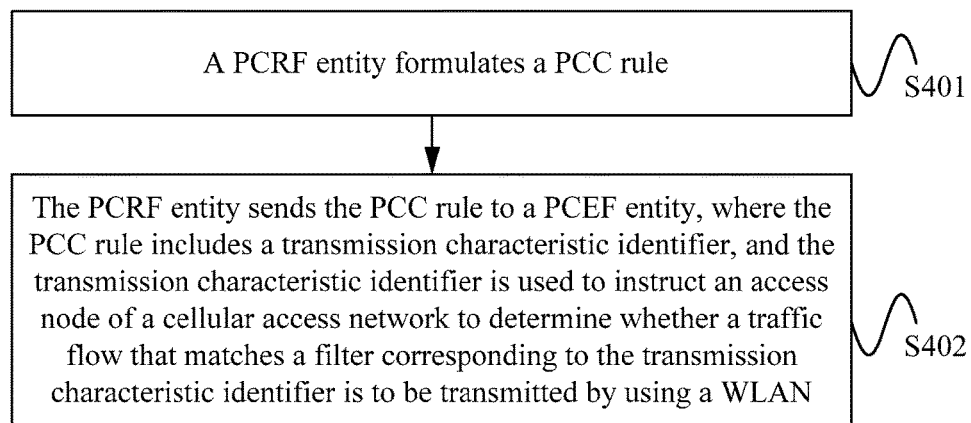 A PCRF entity formulates a PCC rule
S401
The PCRF entity sends the PCC rule to a PCEF entity, where the
PCC rule includes a transmission characteristic identifier, and the
transmission characteristic identifier is used to instruct an access
node of a cellular access network to determine whether a traffic
flow that matches a filter corresponding to the transmission
characteristic identifier is to be transmitted by using a WLAN
S402